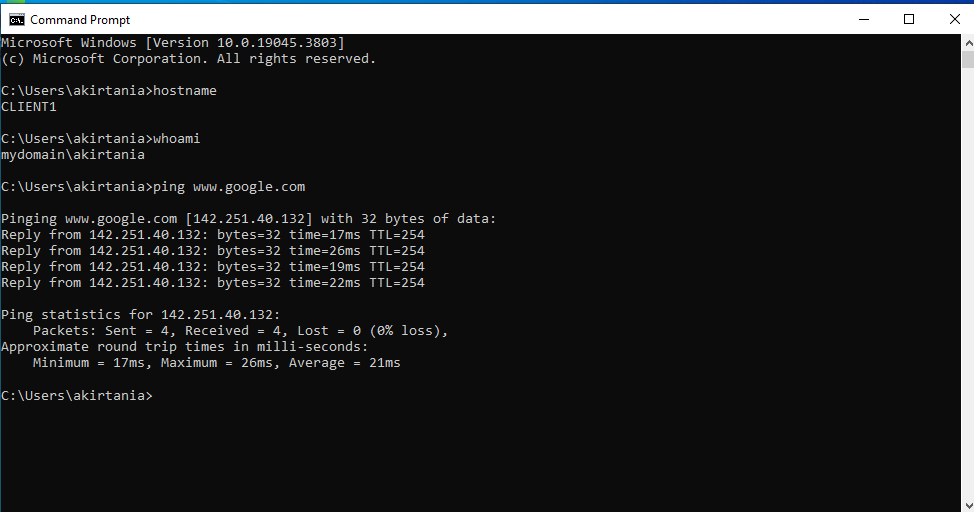 Command Prompt
Microsoft Windows [Version 10.0.19045.3803]
(c) Microsoft Corporation. All rights reserved.
C:\Users\akirtania>hostname
CLIENT1
C:\Users\akirtania>whoami
mydomain\akirtania
C:\Users\akirtania>ping www.google.com
Pinging www.google.com [142.251.40.132] with 32 bytes of data:
Reply from 142.251.40.132: bytes=32 time=17ms TTL=254
Reply from 142.251.40.132: bytes=32 time=26ms TTL=254
Reply from 142.251.40.132: bytes=32 time=19ms TTL=254
Reply from 142.251.40.132: bytes=32 time=22ms TTL=254
Ping statistics for 142.251.40.132:
    Packets: Sent = 4, Received = 4, Lost = 0 (0% loss),
Approximate round trip times in milli-seconds:
    Minimum = 17ms, Maximum = 26ms, Average = 21ms
C:\Users\akirtania>